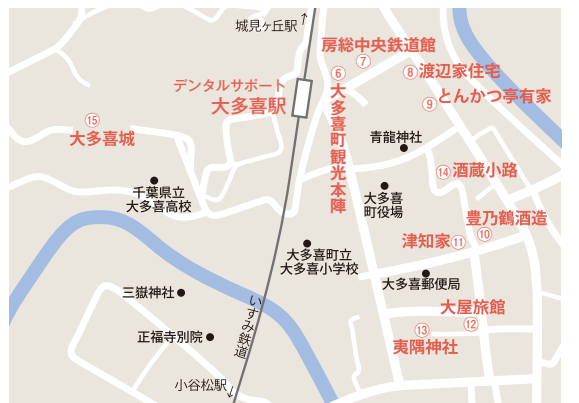 城見ヶ丘駅↑
房総中央鉄道館
⑦
⑥
大多喜町観光本陣
⑧渡辺家住宅
⑨とんかつ亭有家
デンタルサポート
大多喜駅
⑮
大多喜城
青龍神社
⑭酒蔵小路
千葉県立
大多喜高校
大多喜
町役場
豊乃鶴酒造
⑩
津知家⑪
大多喜町立
大多喜小学校
大多喜郵便局
三嶽神社
いすみ鉄道
大屋旅館
⑫
⑬
夷隅神社
正福寺別院
小谷松駅↓